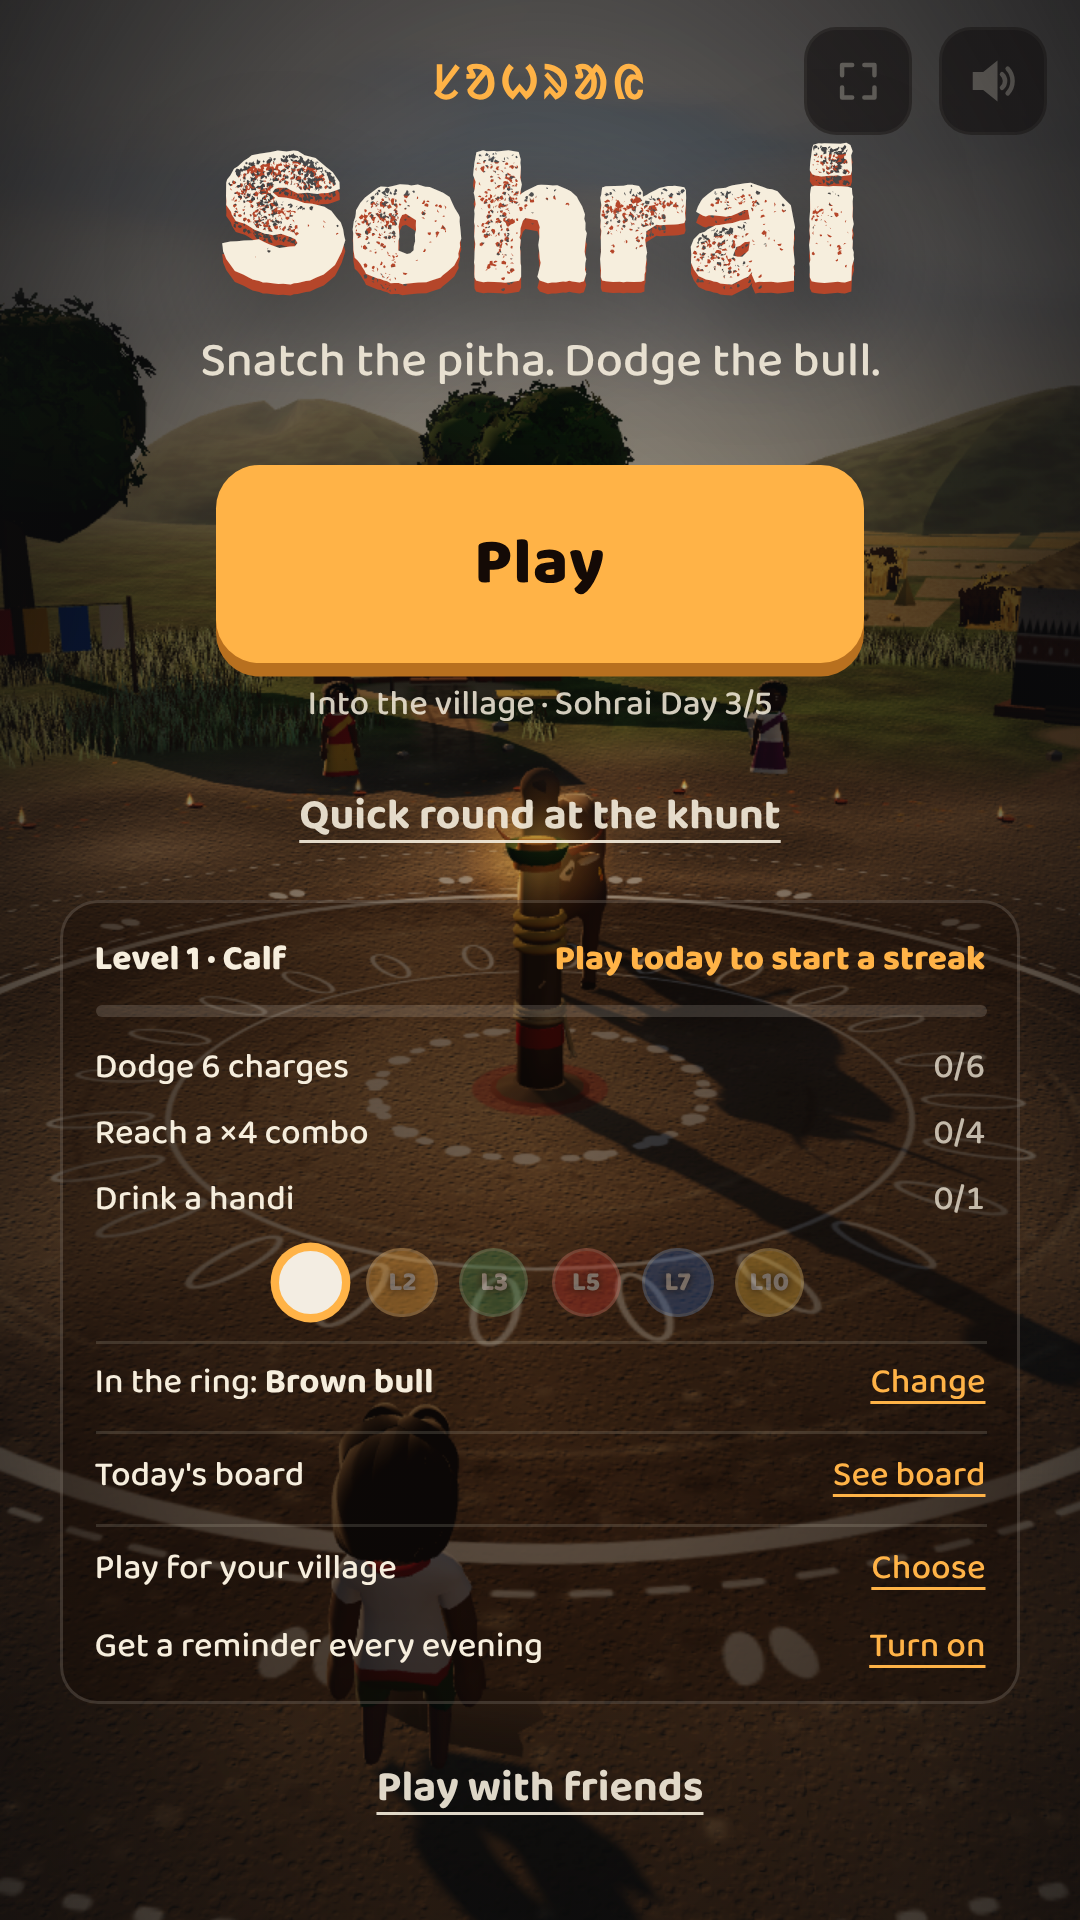 ᱥᱚᱦᱨᱟᱭ
Sohrai
Snatch the pitha. Dodge the bull.
Play
Into the village · Sohrai Day 3/5
Quick round at the khunt
Level 1 · Calf Play today to start a streak
Dodge 6 charges 0/6
Reach a ×4 combo 0/4
Drink a handi 0/1
L2 L3 L5 L7 L10
In the ring: Brown bull Change
Today's board See board
Play for your village Choose
Get a reminder every evening Turn on
Play with friends